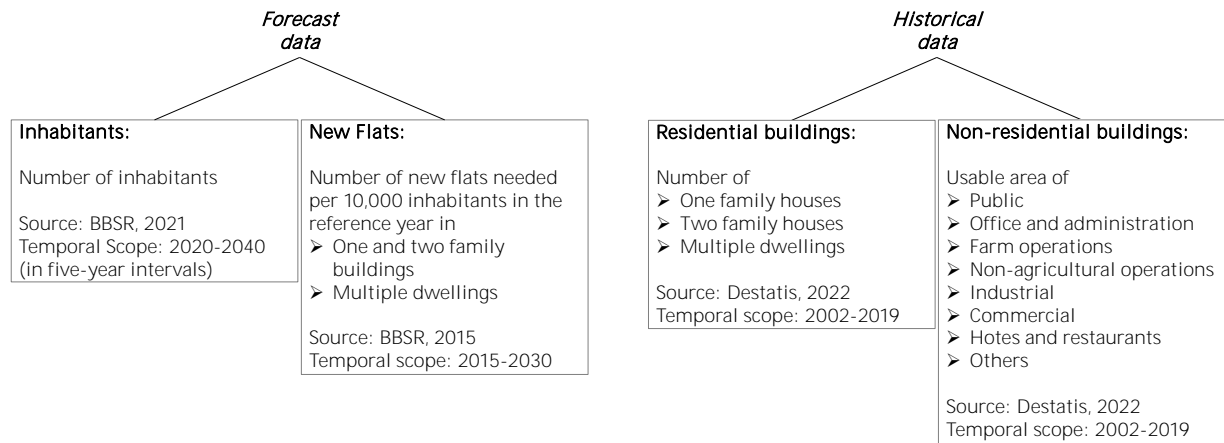 Forecast
data
Inhabitants:
Number of inhabitants
Source: BBSR, 2021
Temporal Scope: 2020-2040
(in five-year intervals)
New Flats:
Number of new flats needed
per 10,000 inhabitants in the
reference year in
➢ One and two family
buildings
➢ Multiple dwellings
Source: BBSR, 2015
Temporal scope: 2015-2030
Historical
data
Residential buildings:
Number of
➢ One family houses
➢ Two family houses
➢ Multiple dwellings
Source: Destatis, 2022
Temporal scope: 2002-2019
Non-residential buildings:
Usable area of
➢ Public
➢ Office and administration
➢ Farm operations
➢ Non-agricultural operations
➢ Industrial
➢ Commercial
➢ Hotes and restaurants
➢ Others
Source: Destatis, 2022
Temporal scope: 2002-2019